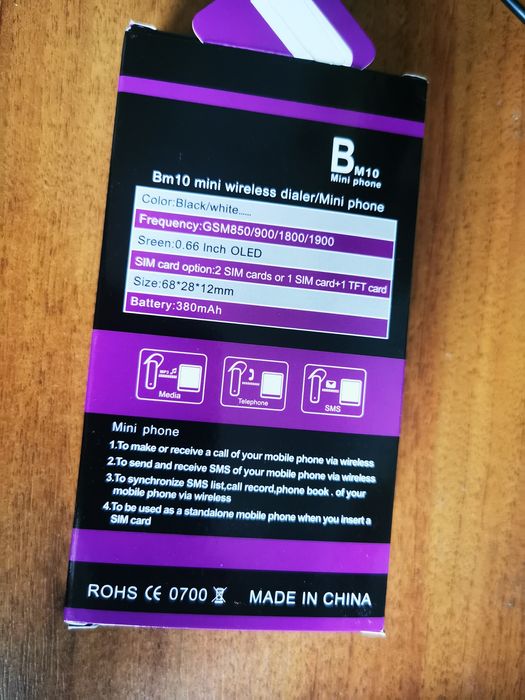 BM10
Mini phone
Bm10 mini wireless dialer/Mini phone
Color:Black/white......
Frequency:GSM850/900/1800/1900
Sreen:0.66 Inch OLED
SIM card option:2 SIM cards or 1 SIM card+1 TFT card
Size:68*28*12mm
Battery:380mAh
MP3
Media
Telephone
SMS
Mini phone
1.To make or receive a call of your mobile phone via wireless
2.To send and receive SMS of your mobile phone via wireless
3.To synchronize SMS list,call record,phone book . of your
mobile phone via wireless
4.To be used as a standalone mobile phone when you insert a
SIM card
ROHS CE 0700 MADE IN CHINA